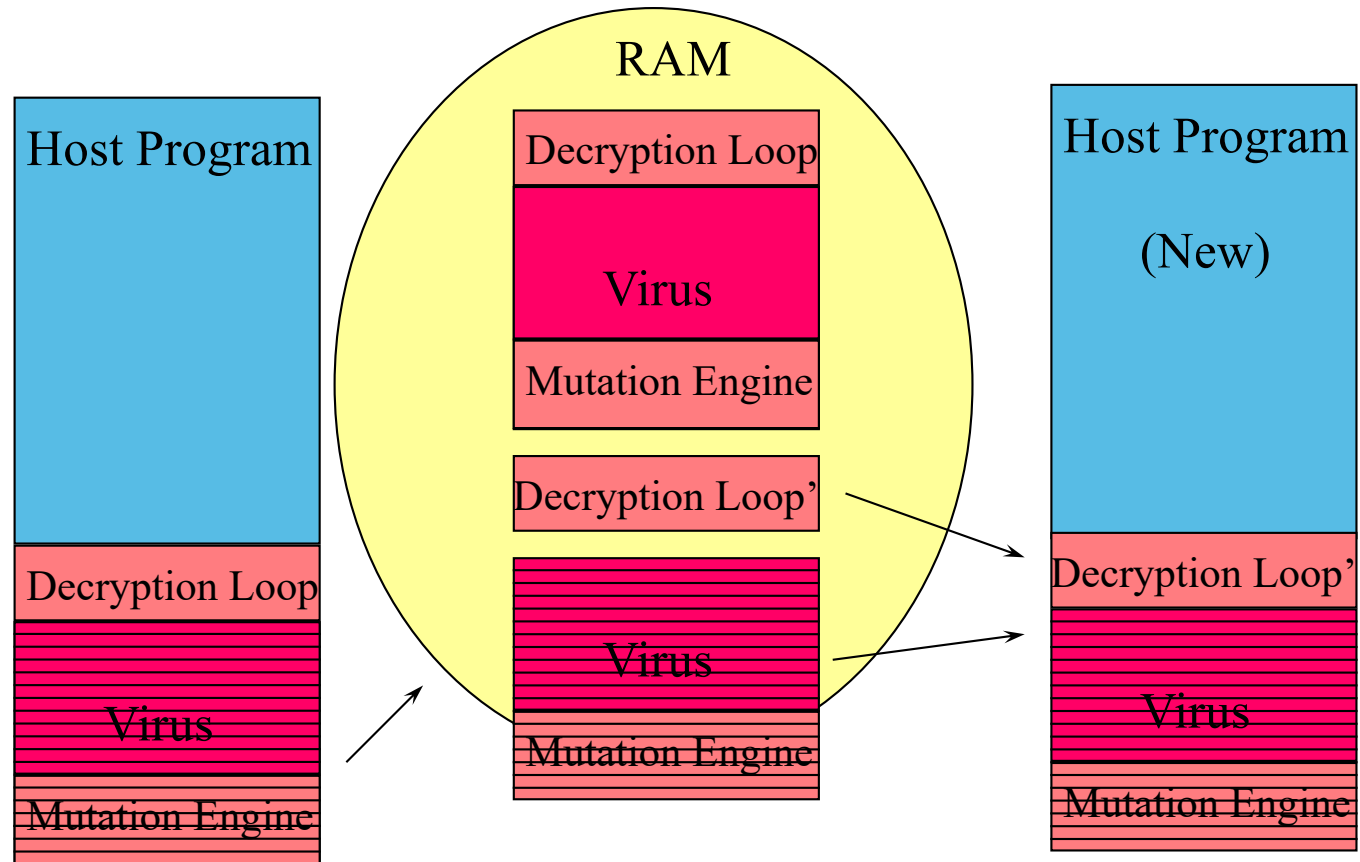 Host Program
Decryption Loop
Virus
Mutation Engine
RAM
Decryption Loop
Virus
Mutation Engine
Decryption Loop’
Virus
Mutation Engine
Host Program
(New)
Decryption Loop’
Virus
Mutation Engine